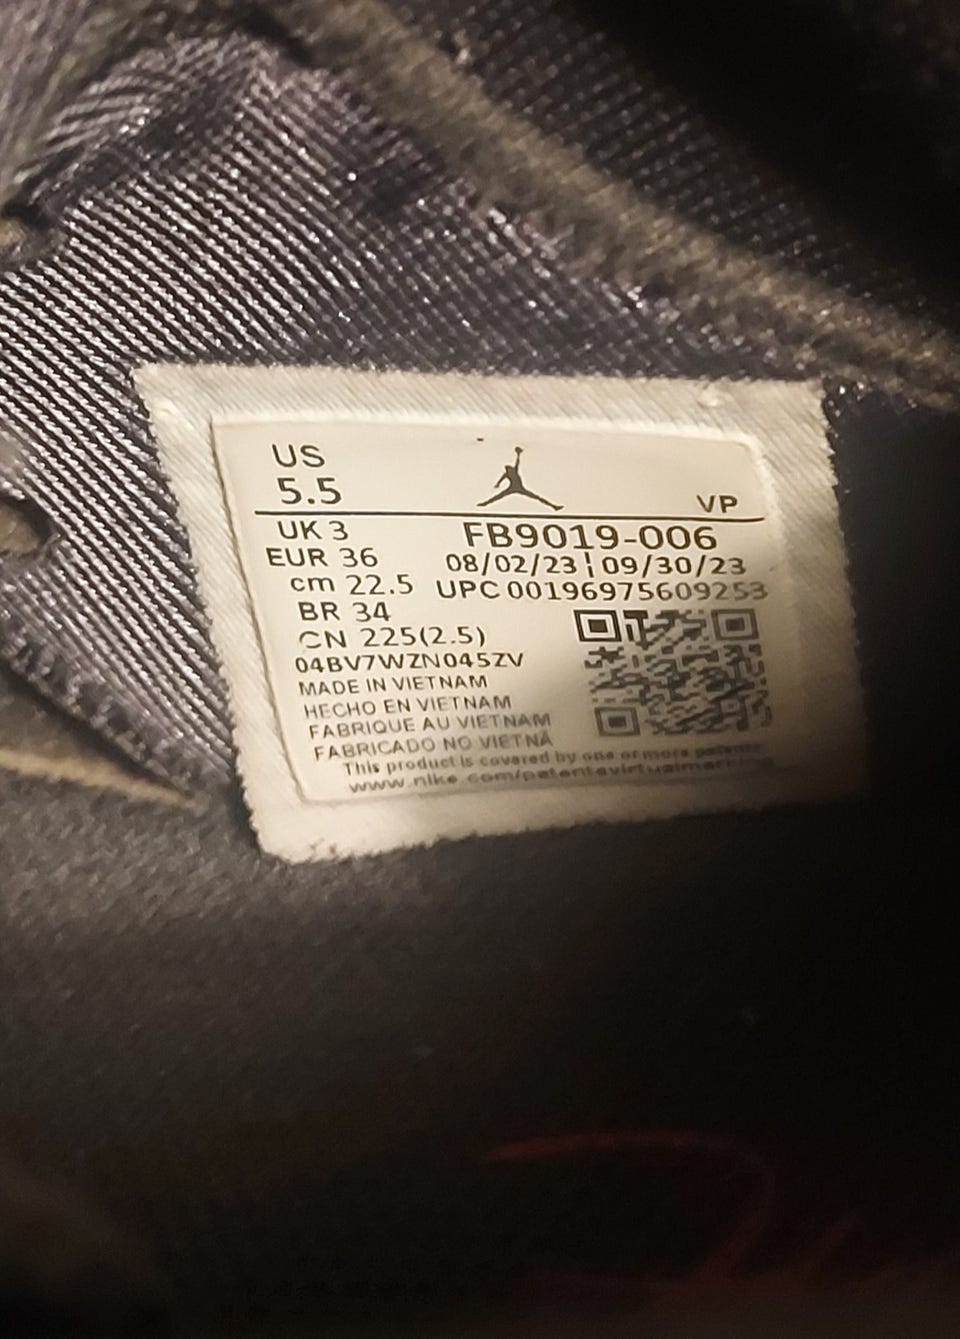 US
5.5
VP
UK 3
FB9019-006
EUR 36
08/02/23 ¦ 09/30/23
cm 22.5
UPC 00196975609253
BR 34
CN 225(2.5)
04BV7WZN045ZV
MADE IN VIETNAM
HECHO EN VIETNAM
FABRIQUE AU VIETNAM
FABRICADO NO VIETNÃ
This product is covered by one or more patents
www.nike.com/patentavirtualmarking